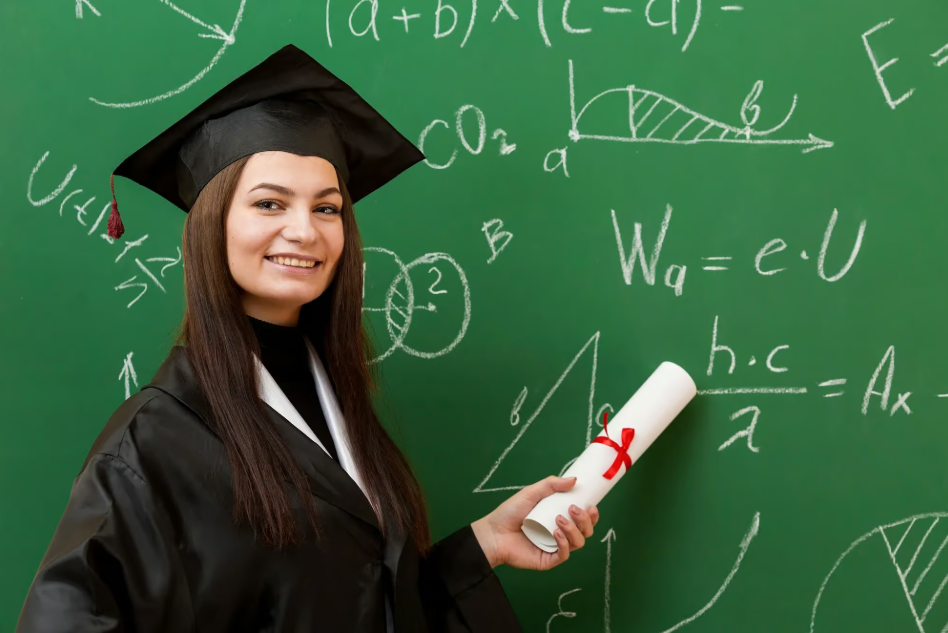 (a+b)×(c-d)=
E=
CO₂
a b
B
2
Wa = e·U
b c
h·c
λ
= Ax
ε